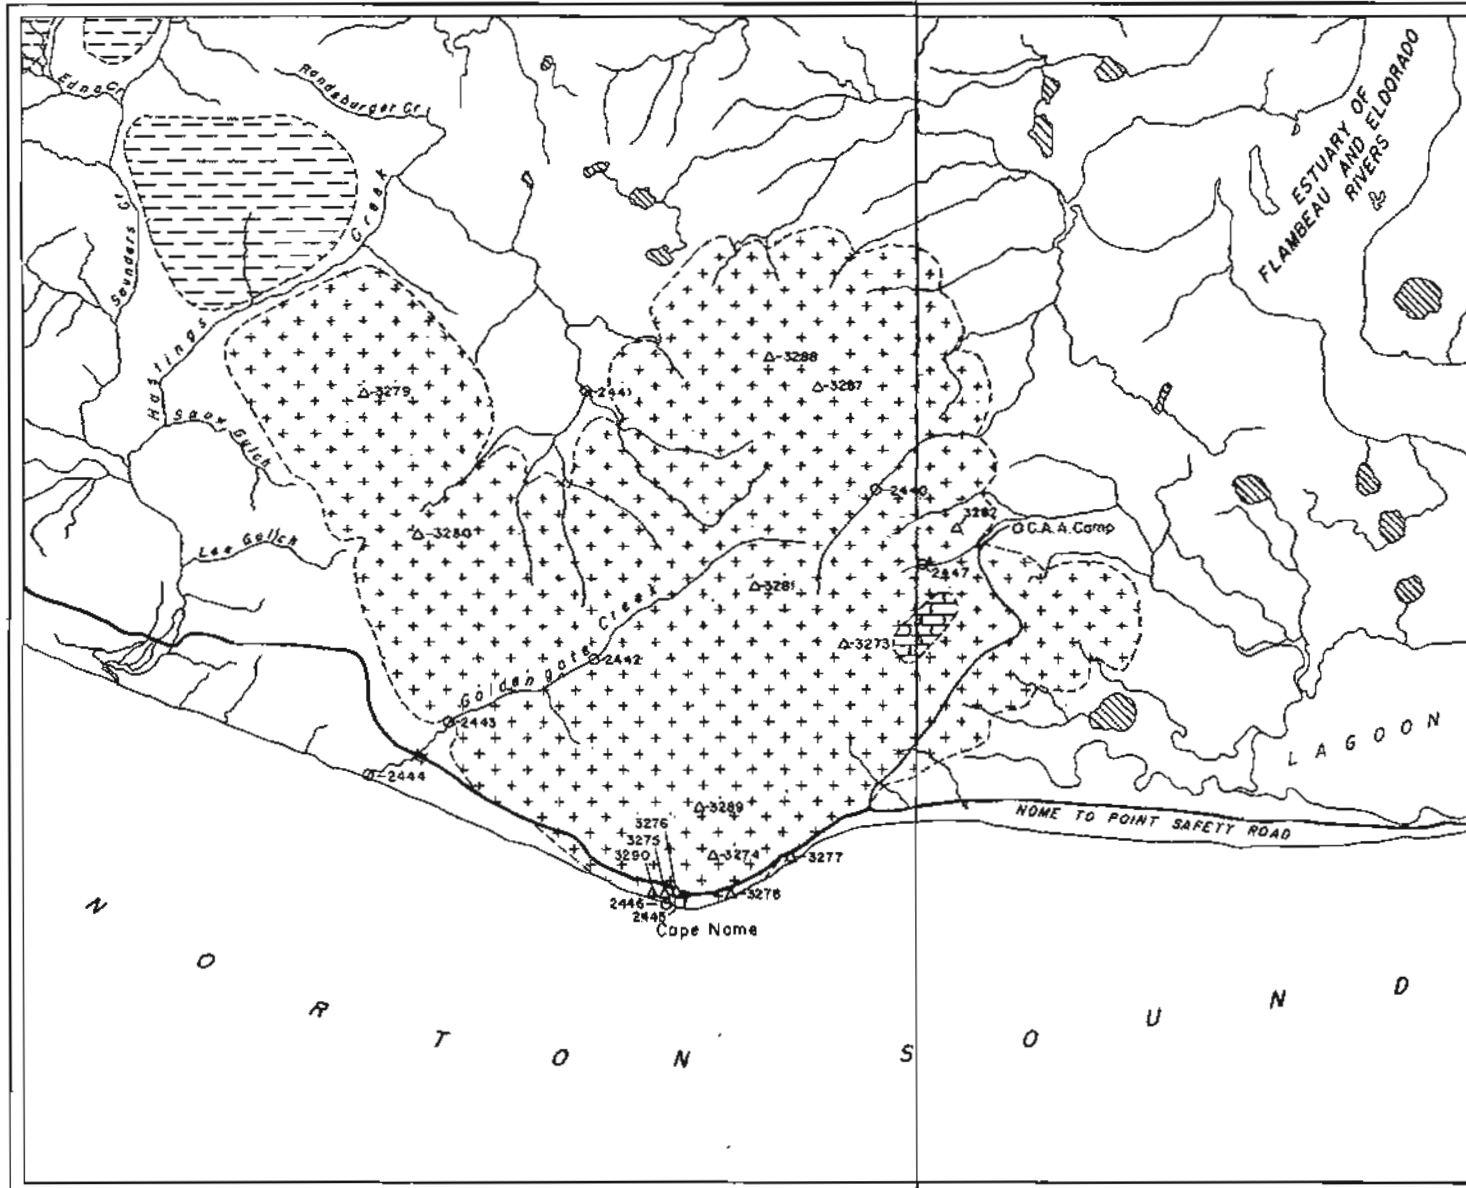 Edna Cr
Randsburger Cr
ESTUARY OF
FLAMBEAU AND ELDORADO
RIVERS
Saunders Cr
Hastings Creek
3288
3287
3279
2441
Saux Gulch
2440
3282
C.A.A. Camp
3280
Lee Gulch
2447
3281
Goldengate Creek
3273
2442
2443
LAGOON
2444
3289
NOME TO POINT SAFETY ROAD
3276
3275
3290
3274
3277
3278
2446
2445
Cape Nome
NORTON SOUND